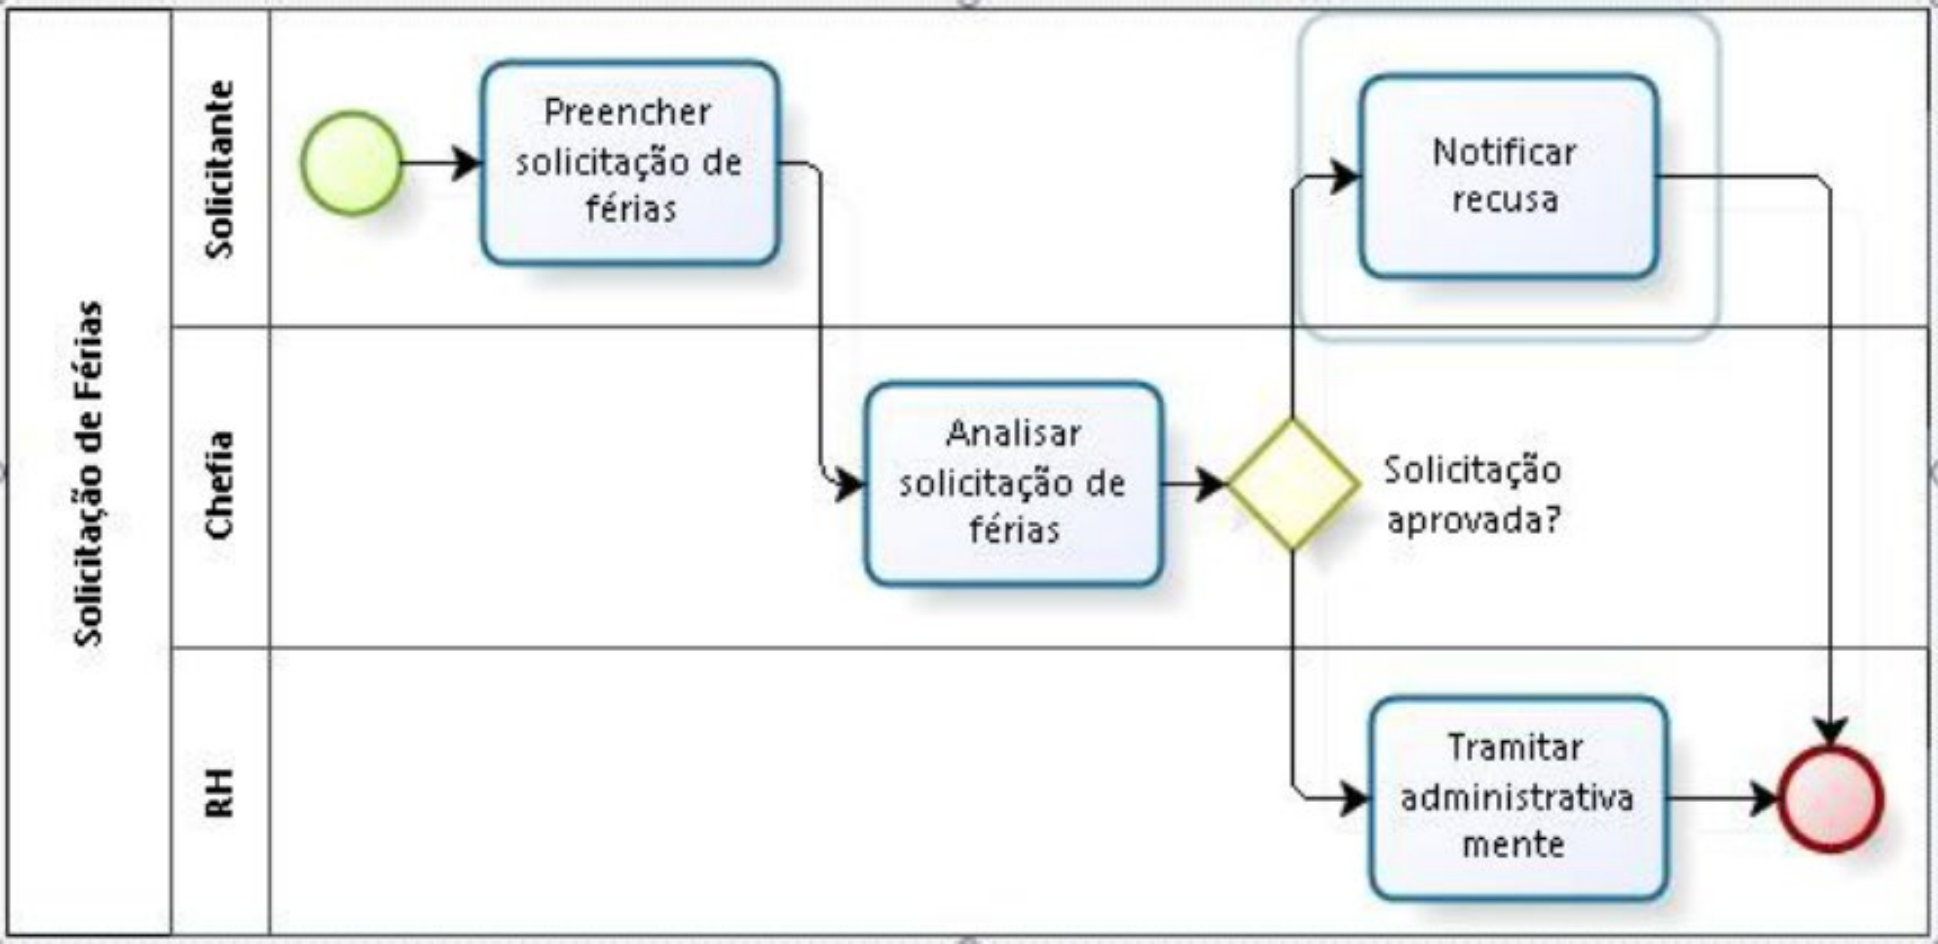 Solicitação de Férias
Solicitante
Preencher
solicitação de
férias
Notificar
recusa
Chefia
Analisar
solicitação de
férias
Solicitação
aprovada?
RH
Tramitar
administrativa
mente